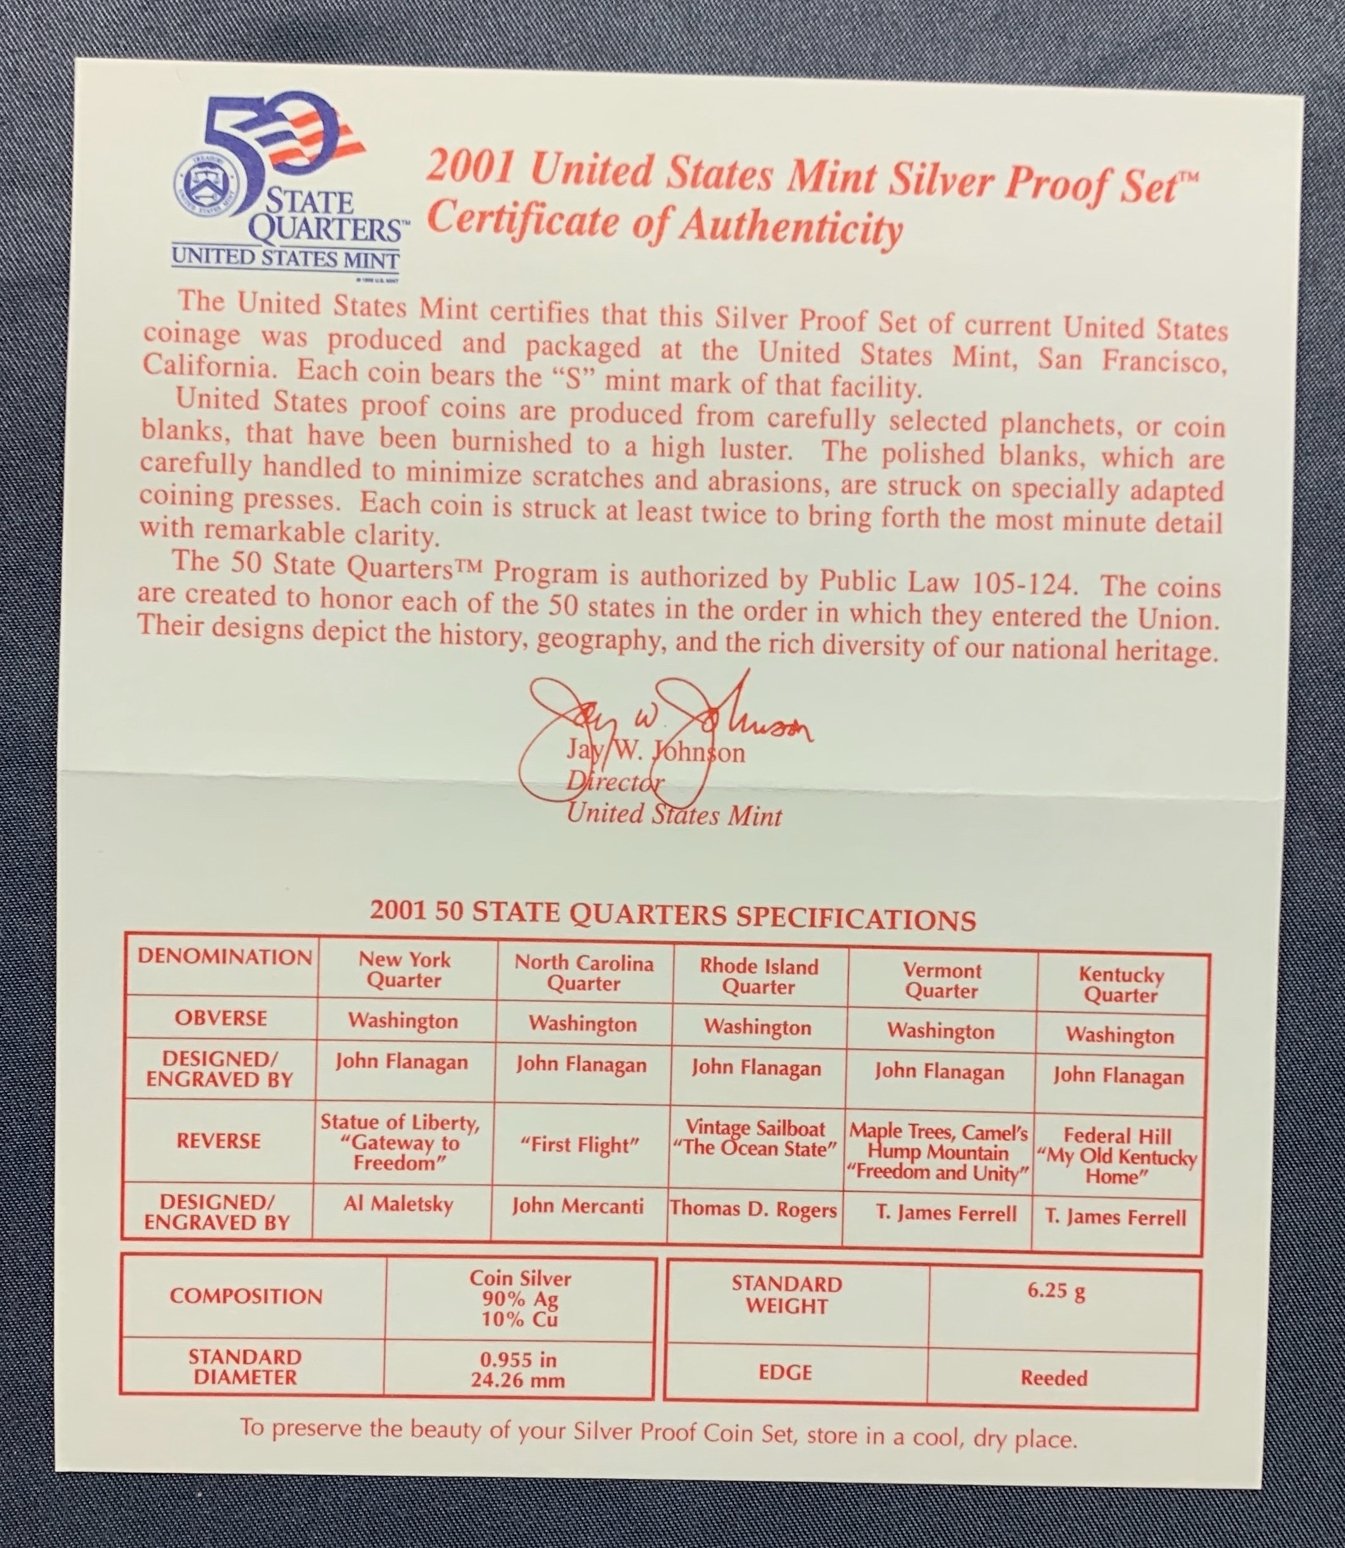 50
STATE
QUARTERS™
UNITED STATES MINT
2001 United States Mint Silver Proof Set™
Certificate of Authenticity
The United States Mint certifies that this Silver Proof Set of current United States
coinage was produced and packaged at the United States Mint, San Francisco,
California. Each coin bears the “S” mint mark of that facility.
United States proof coins are produced from carefully selected planchets, or coin
blanks, that have been burnished to a high luster. The polished blanks, which are
carefully handled to minimize scratches and abrasions, are struck on specially adapted
coining presses. Each coin is struck at least twice to bring forth the most minute detail
with remarkable clarity.
The 50 State Quarters™ Program is authorized by Public Law 105-124. The coins
are created to honor each of the 50 states in the order in which they entered the Union.
Their designs depict the history, geography, and the rich diversity of our national heritage.
Jay W. Johnson
Jay W. Johnson
Director
United States Mint
2001 50 STATE QUARTERS SPECIFICATIONS
DENOMINATION
New York
Quarter
North Carolina
Quarter
Rhode Island
Quarter
Vermont
Quarter
Kentucky
Quarter
OBVERSE
Washington
Washington
Washington
Washington
Washington
DESIGNED/
ENGRAVED BY
John Flanagan
John Flanagan
John Flanagan
John Flanagan
John Flanagan
REVERSE
Statue of Liberty,
“Gateway to
Freedom”
“First Flight”
Vintage Sailboat
“The Ocean State”
Maple Trees, Camel’s
Hump Mountain
“Freedom and Unity”
Federal Hill
“My Old Kentucky
Home”
DESIGNED/
ENGRAVED BY
Al Maletsky
John Mercanti
Thomas D. Rogers
T. James Ferrell
T. James Ferrell
COMPOSITION
Coin Silver
90% Ag
10% Cu
STANDARD
DIAMETER
0.955 in
24.26 mm
STANDARD
WEIGHT
6.25 g
EDGE
Reeded
To preserve the beauty of your Silver Proof Coin Set, store in a cool, dry place.